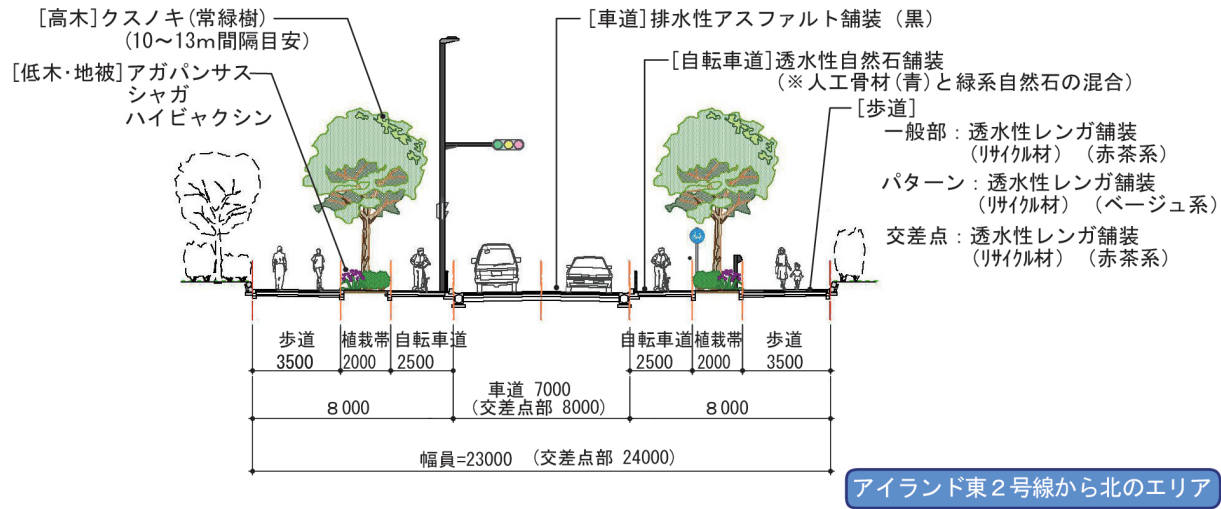 [高木]クスノキ(常緑樹)
(10～13m間隔目安)
[低木・地被]アガパンサス
シャガ
ハイビャクシン
[車道]排水性アスファルト舗装（黒）
[自転車道]透水性自然石舗装
(※人工骨材(青)と緑系自然石の混合)
[歩道]
一般部：透水性レンガ舗装
(ﾘｻｲｸﾙ材)（赤茶系）
パターン：透水性レンガ舗装
(ﾘｻｲｸﾙ材)（ベージュ系）
交差点：透水性レンガ舗装
(ﾘｻｲｸﾙ材)（赤茶系）
歩道 植栽帯 自転車道 自転車道 植栽帯 歩道
3500 2000 2500 2500 2000 3500
車道 7000
(交差点部 8000)
8000 8000
幅員=23000 (交差点部 24000)
アイランド東２号線から北のエリア